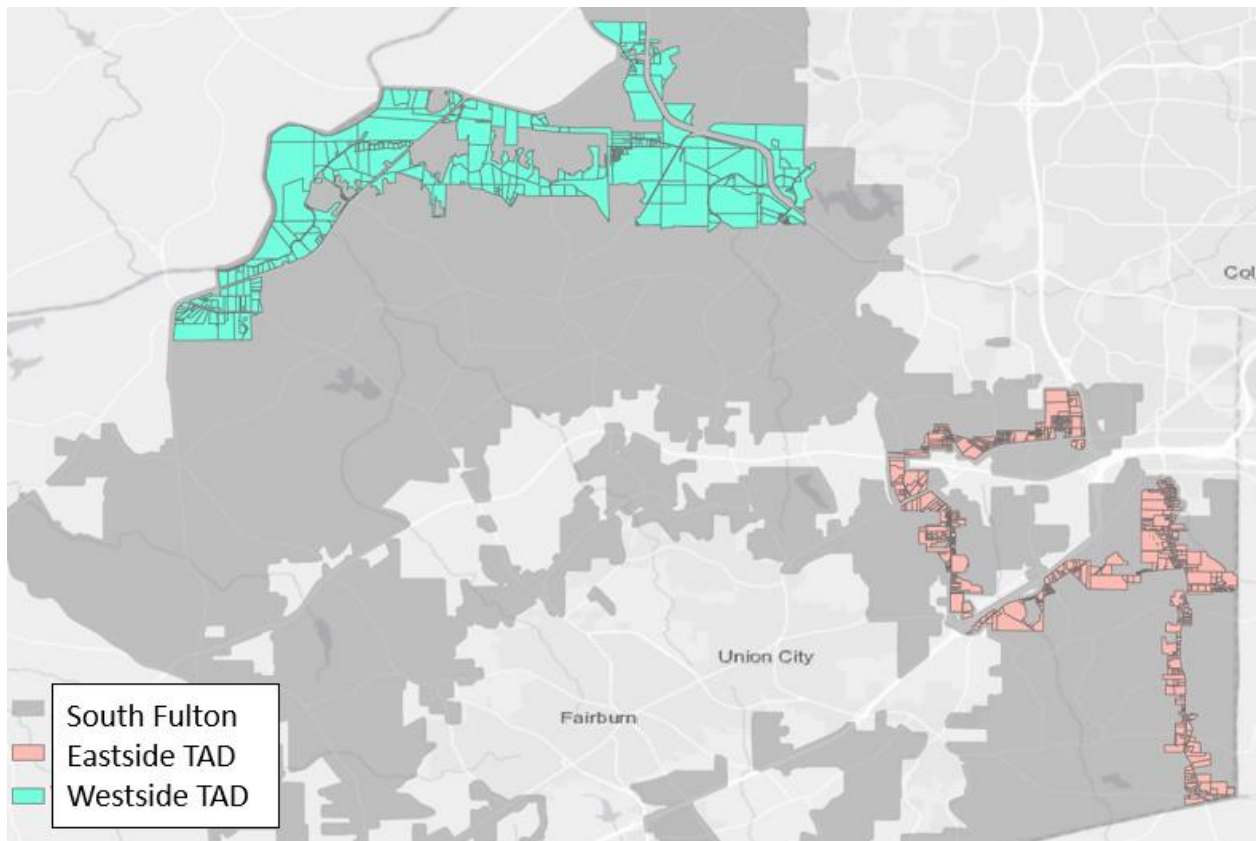 Col
Union City
Fairburn
South Fulton
Eastside TAD
Westside TAD